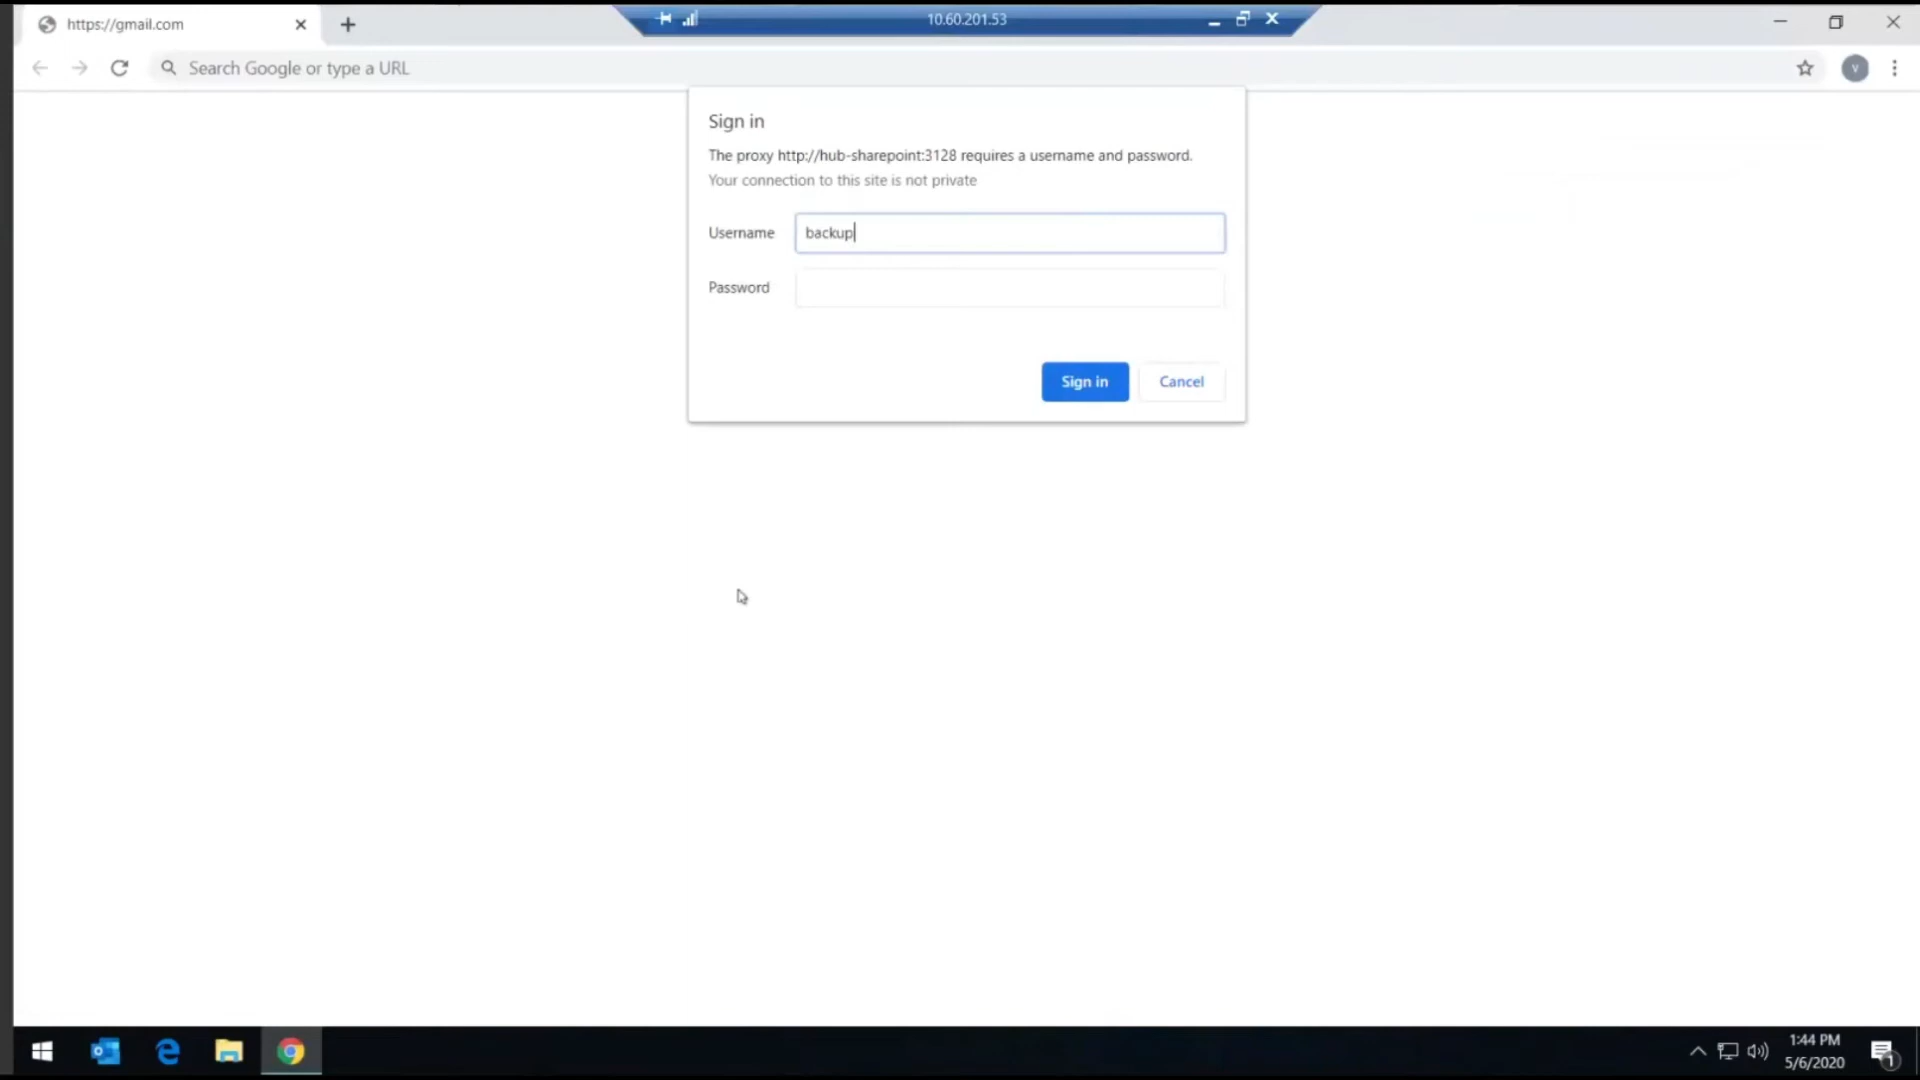 https://gmail.com
10.60.201.53
Search Google or type a URL
V
Sign in
The proxy http://hub-sharepoint:3128 requires a username and password.
Your connection to this site is not private
Username
backup
Password
Sign in
Cancel
1:44 PM
5/6/2020
1